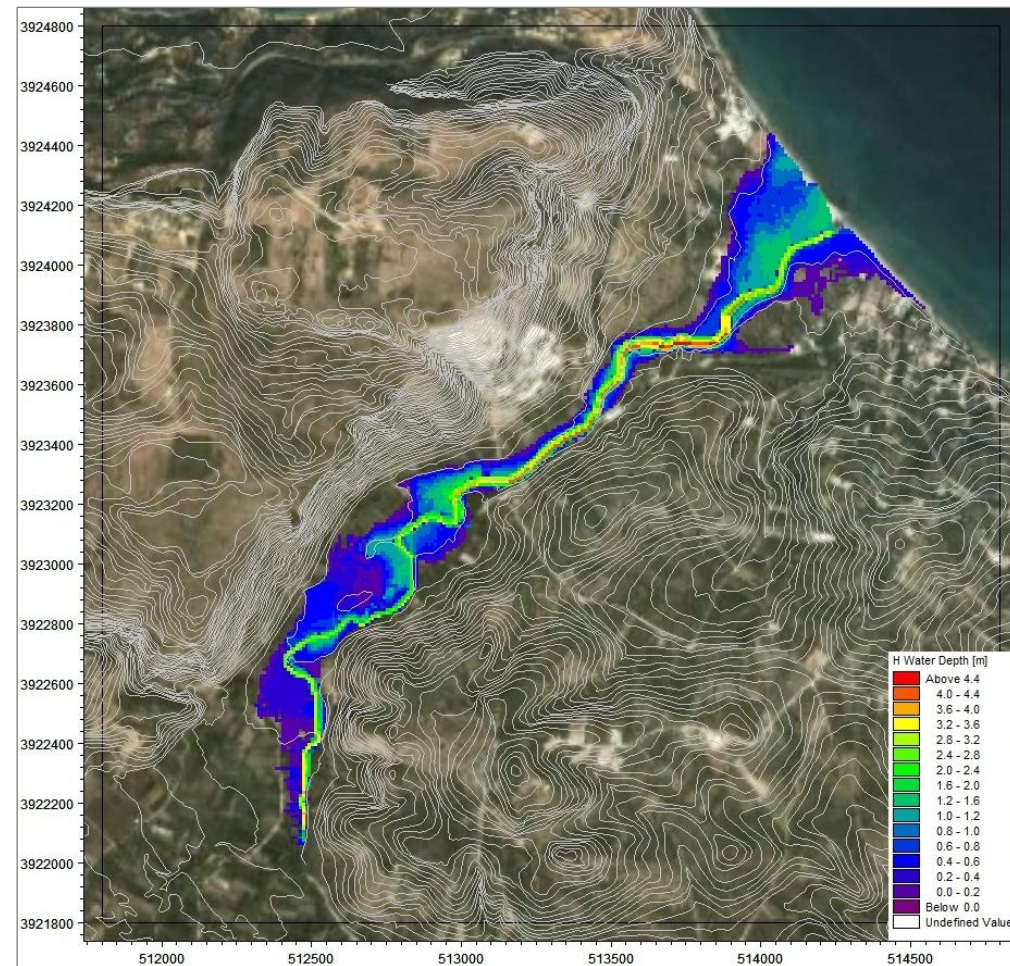 3924800
3924600
3924400
3924200
3924000
3923800
3923600
3923400
3923200
3923000
3922800
3922600
3922400
3922200
3922000
3921800
512000 512500 513000 513500 514000 514500
H Water Depth [m]
Above 4.4
4.0 - 4.4
3.6 - 4.0
3.2 - 3.6
2.8 - 3.2
2.4 - 2.8
2.0 - 2.4
1.6 - 2.0
1.2 - 1.6
1.0 - 1.2
0.8 - 1.0
0.6 - 0.8
0.4 - 0.6
0.2 - 0.4
0.0 - 0.2
Below 0.0
Undefined Value